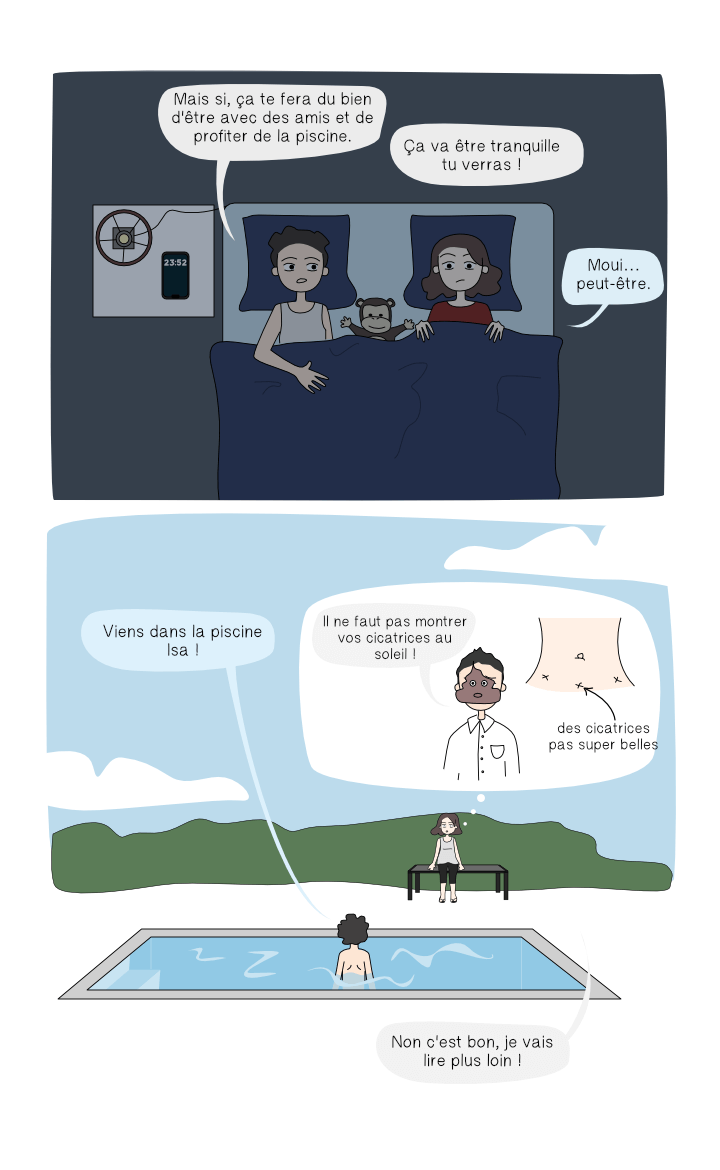 Mais si, ça te fera du bien
d'être avec des amis et de
profiter de la piscine.
Ça va être tranquille
tu verras !
23:52
Moui...
peut-être.
Viens dans la piscine
Isa !
Il ne faut pas montrer
vos cicatrices au
soleil !
des cicatrices
pas super belles
Non c'est bon, je vais
lire plus loin !